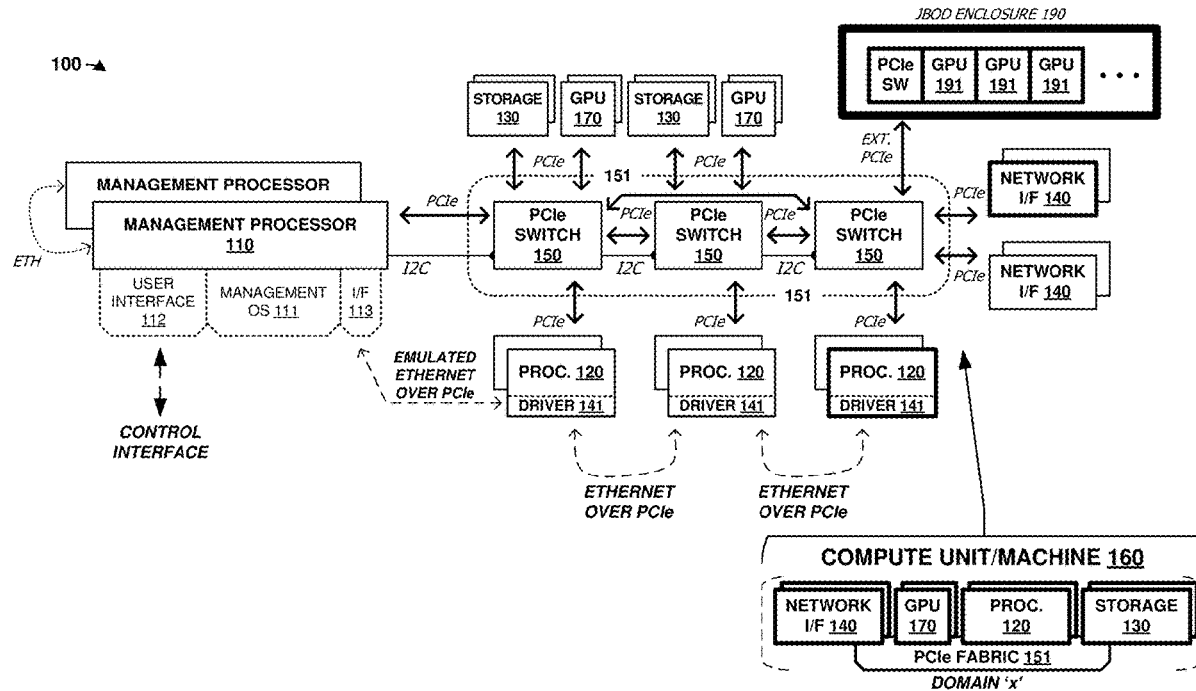 JBOD ENCLOSURE 190
100
PCIe SW
GPU 191
GPU 191
GPU 191
• • •
STORAGE 130
GPU 170
STORAGE 130
GPU 170
EXT. PCIe
PCIe
PCIe
151
MANAGEMENT PROCESSOR
MANAGEMENT PROCESSOR 110
ETH
PCIe
I2C
PCIe SWITCH 150
PCIe
I2C
PCIe SWITCH 150
PCIe
I2C
PCIe SWITCH 150
PCIe
NETWORK I/F 140
PCIe
NETWORK I/F 140
151
USER INTERFACE 112
MANAGEMENT OS 111
I/F 113
PCIe
PCIe
PCIe
EMULATED ETHERNET OVER PCIe
PROC. 120
DRIVER 141
PROC. 120
DRIVER 141
PROC. 120
DRIVER 141
CONTROL INTERFACE
ETHERNET OVER PCIe
ETHERNET OVER PCIe
COMPUTE UNIT/MACHINE 160
NETWORK I/F 140
GPU 170
PROC. 120
STORAGE 130
PCIe FABRIC 151
DOMAIN 'x'